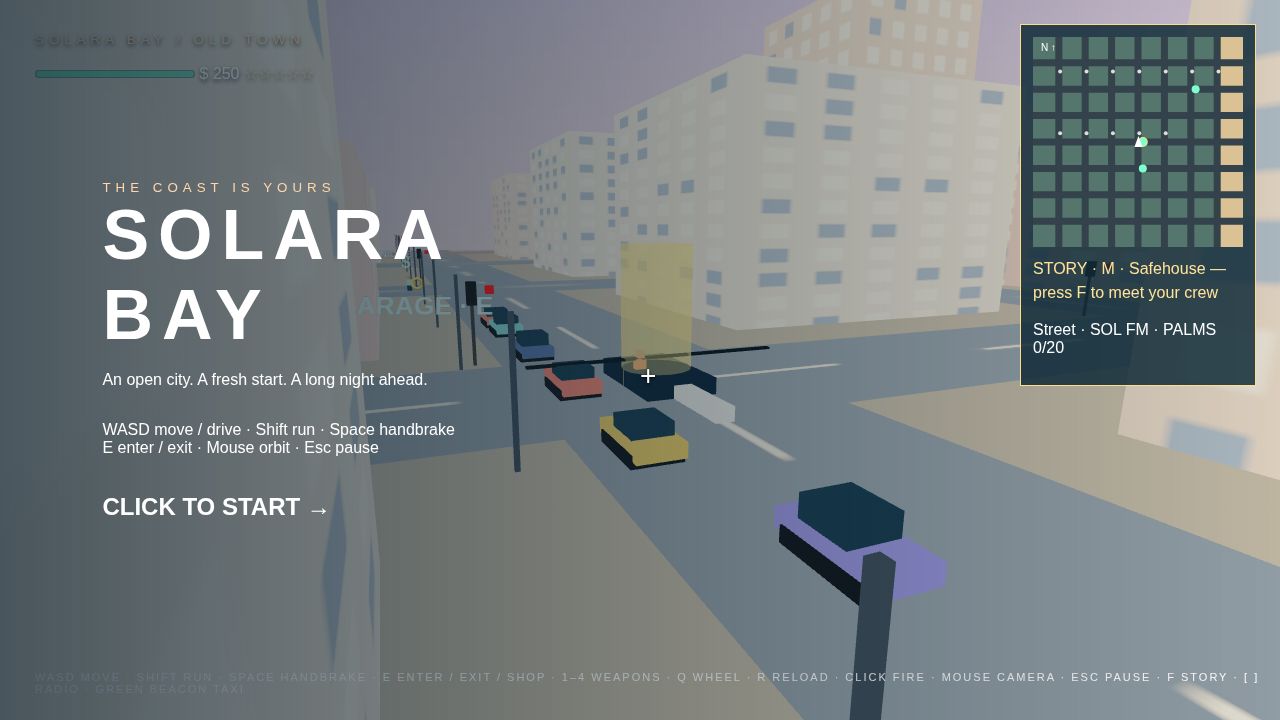 SOLARA BAY / OLD TOWN
$ 250 ☆☆☆☆☆
N ↑
THE COAST IS YOURS
SOLARA
BAY
ARAGE · E
An open city. A fresh start. A long night ahead.
WASD move / drive · Shift run · Space handbrake
E enter / exit · Mouse orbit · Esc pause
CLICK TO START →
STORY · M · Safehouse —
press F to meet your crew
Street · SOL FM · PALMS
0/20
WASD MOVE · SHIFT RUN · SPACE HANDBRAKE · E ENTER / EXIT / SHOP · 1–4 WEAPONS · Q WHEEL · R RELOAD · CLICK FIRE · MOUSE CAMERA · ESC PAUSE · F STORY · [ ]
RADIO · GREEN BEACON TAXI